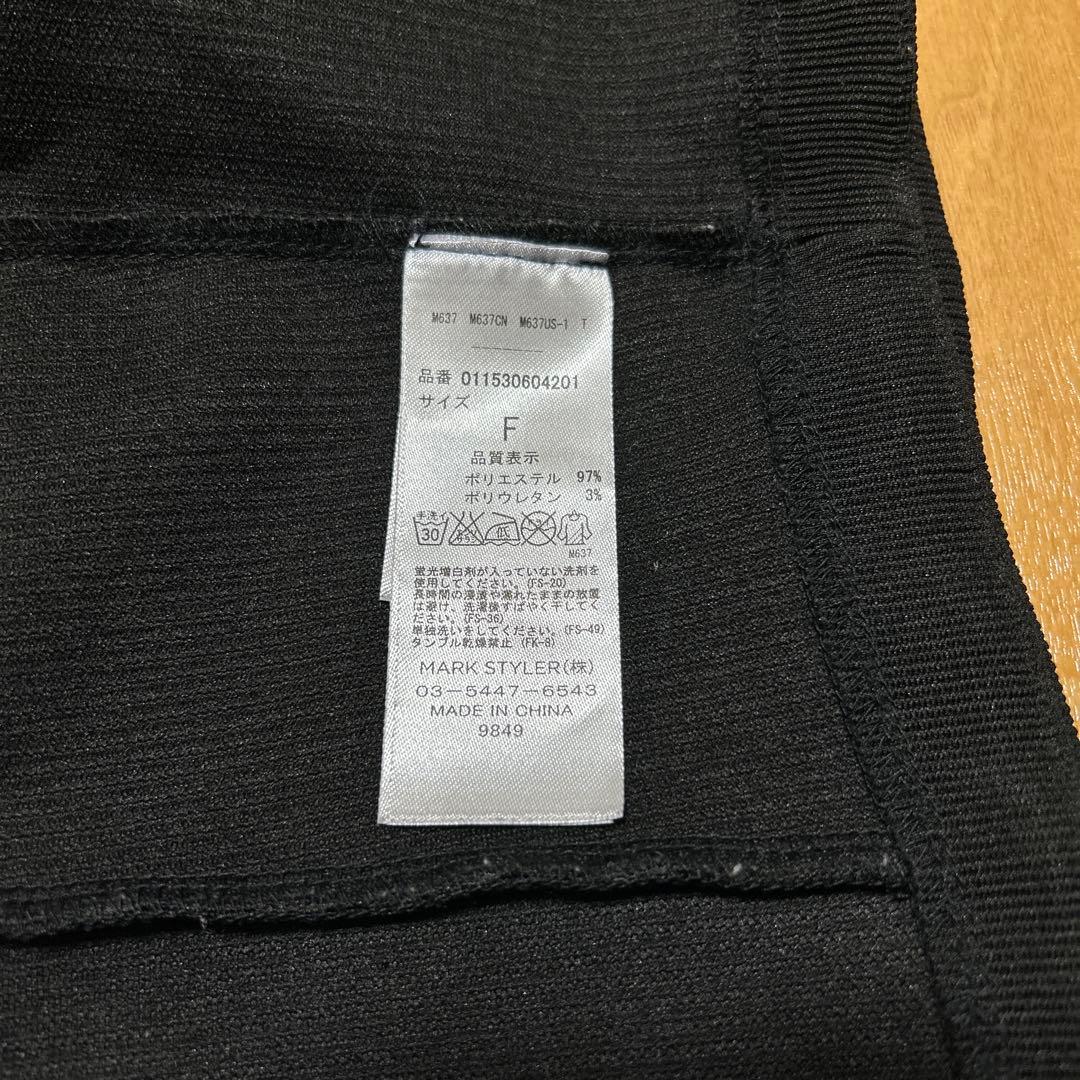 M637 M637CN M637US-1 T
品番 011530604201
サイズ
F
品質表示
ポリエステル 97%
ポリウレタン 3%
手洗イ 30 低
M637
蛍光増白剤が入っていない洗剤を
使用してください。(FS-20)
長時間の浸漬や濡れたままの放置
は避け、洗濯後すばやく干してく
ださい。(FS-36)
単独洗いをしてください。(FS-49)
タンブル乾燥禁止 (FK-8)
MARK STYLER(株)
03-5447-6543
MADE IN CHINA
9849